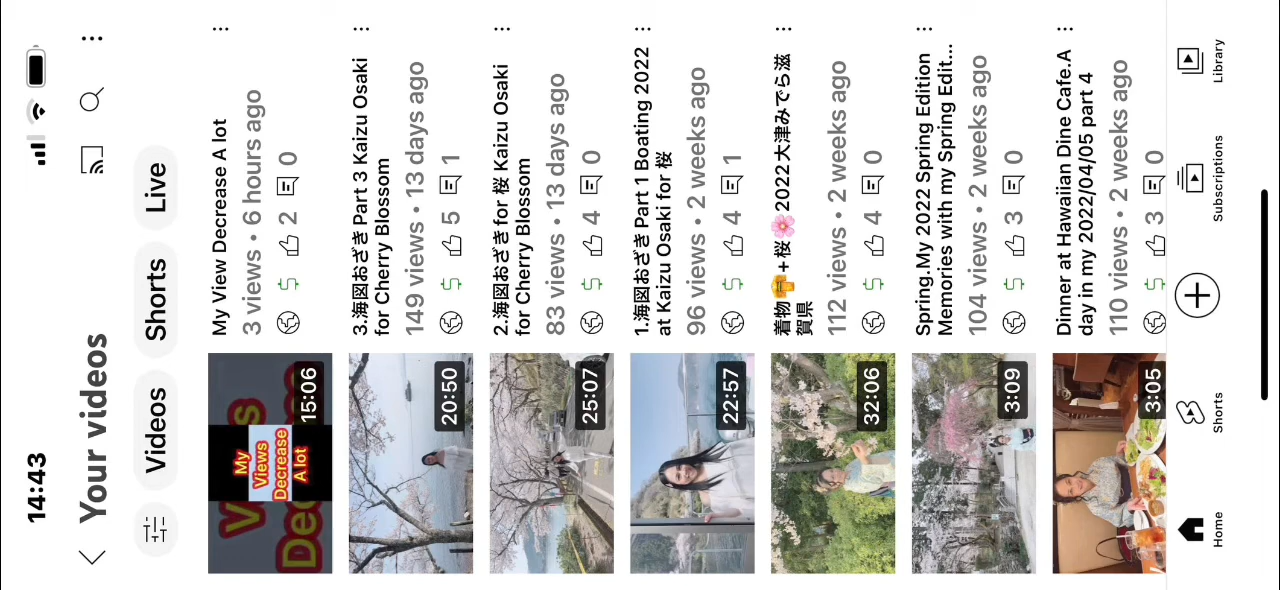 14:43
Your videos
Videos
Shorts
Live
My
Views
Decrease
A lot
15:06
My View Decrease A lot
3 views • 6 hours ago
2
0
20:50
3.海図おざき Part 3 Kaizu Osaki
for Cherry Blossom
149 views • 13 days ago
5
1
25:07
2.海図おざき for 桜 Kaizu Osaki
for Cherry Blossom
83 views • 13 days ago
4
0
22:57
1.海図おざき Part 1 Boating 2022
at Kaizu Osaki for 桜
96 views • 2 weeks ago
4
1
32:06
着物👘+桜🌸 2022大津みでら滋
賀県
112 views • 2 weeks ago
4
0
3:09
Spring.My 2022 Spring Edition
Memories with my Spring Edit...
104 views • 2 weeks ago
3
0
3:05
Dinner at Hawaiian Dine Cafe.A
day in my 2022/04/05 part 4
110 views • 2 weeks ago
3
0
Home
Shorts
Subscriptions
Library